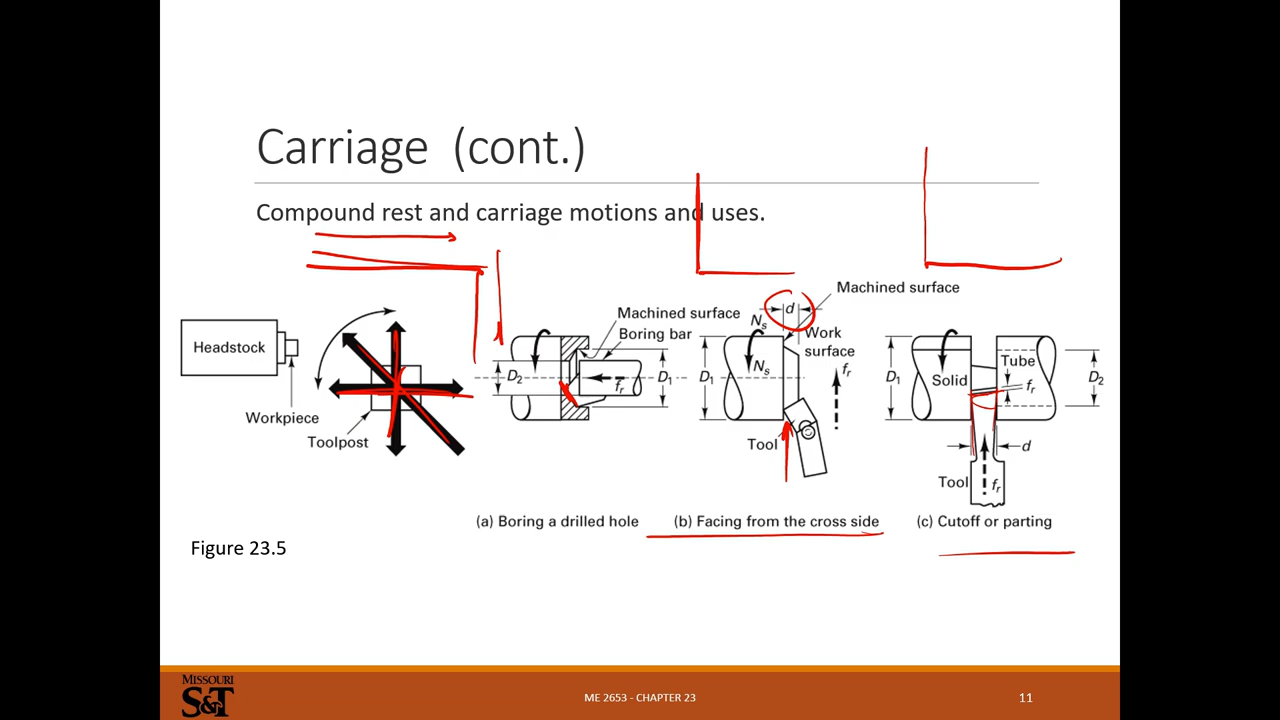 Carriage (cont.)
Compound rest and carriage motions and uses.
Headstock
Workpiece
Toolpost
Machined surface
Boring bar
D₂
fᵣ
D₁
Machined surface
d
Nₛ
Work
surface
Nₛ
fᵣ
D₁
Tool
D₁
Solid
Tube
fᵣ
D₂
d
Tool
fᵣ
(a) Boring a drilled hole
(b) Facing from the cross side
(c) Cutoff or parting
Figure 23.5
MISSOURI
S&T
ME 2653 - CHAPTER 23
11